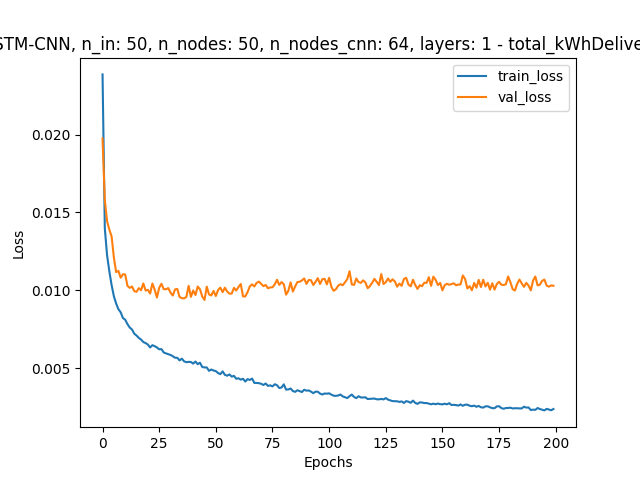 STM-CNN, n_in: 50, n_nodes: 50, n_nodes_cnn: 64, layers: 1 - total_kWhDelive
train_loss
val_loss
0.020
0.015
0.010
0.005
Loss
0 25 50 75 100 125 150 175 200
Epochs